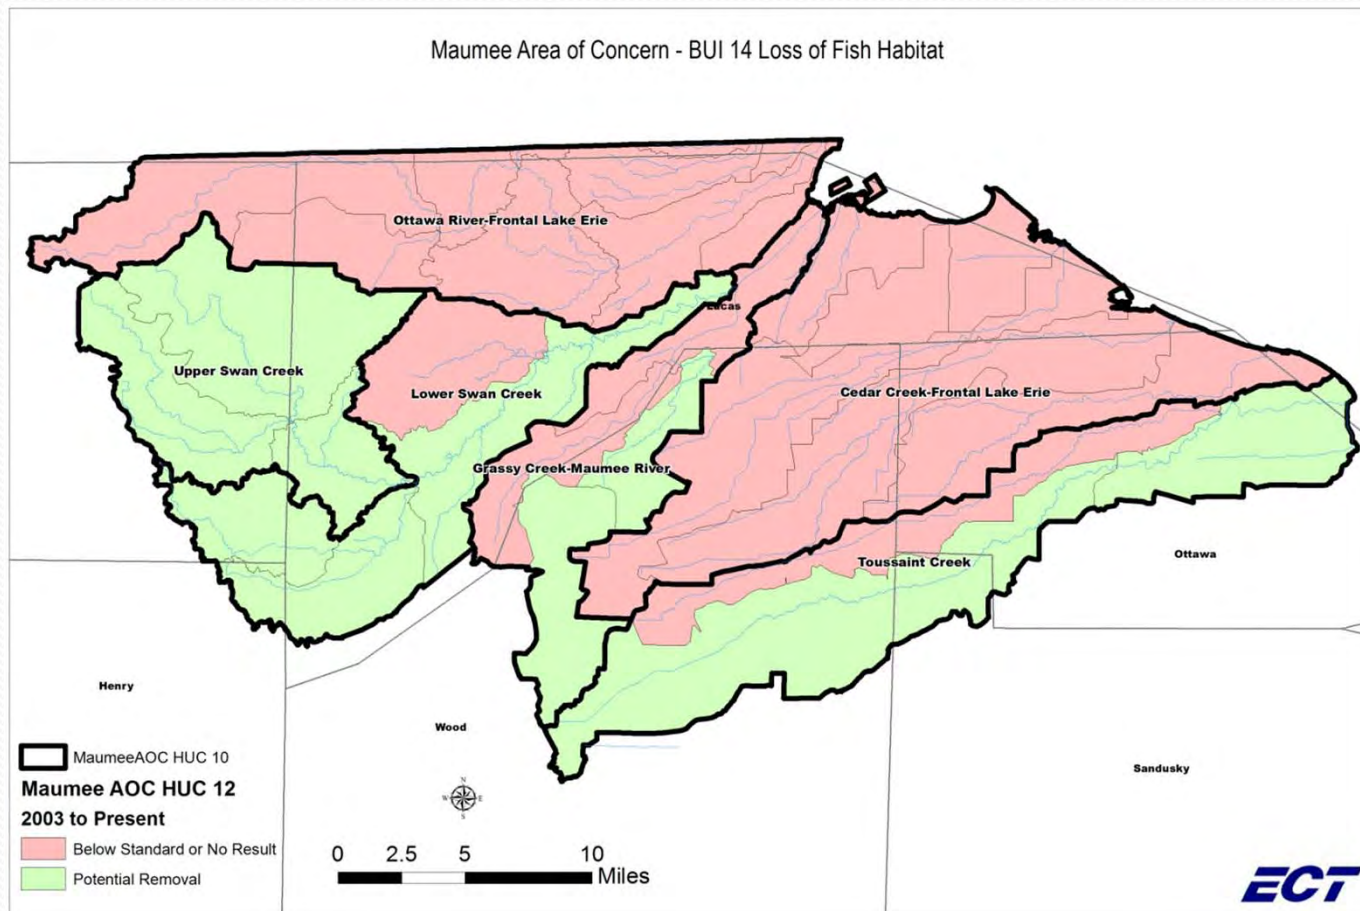 Maumee Area of Concern - BUI 14 Loss of Fish Habitat
Ottawa River-Frontal Lake Erie
Lucas
Upper Swan Creek
Lower Swan Creek
Cedar Creek-Frontal Lake Erie
Grassy Creek-Maumee River
Toussaint Creek
Ottawa
Henry
Wood
Sandusky
MaumeeAOC HUC 10
Maumee AOC HUC 12
2003 to Present
Below Standard or No Result
Potential Removal
N
W E
S
0 2.5 5 10
Miles
ECT